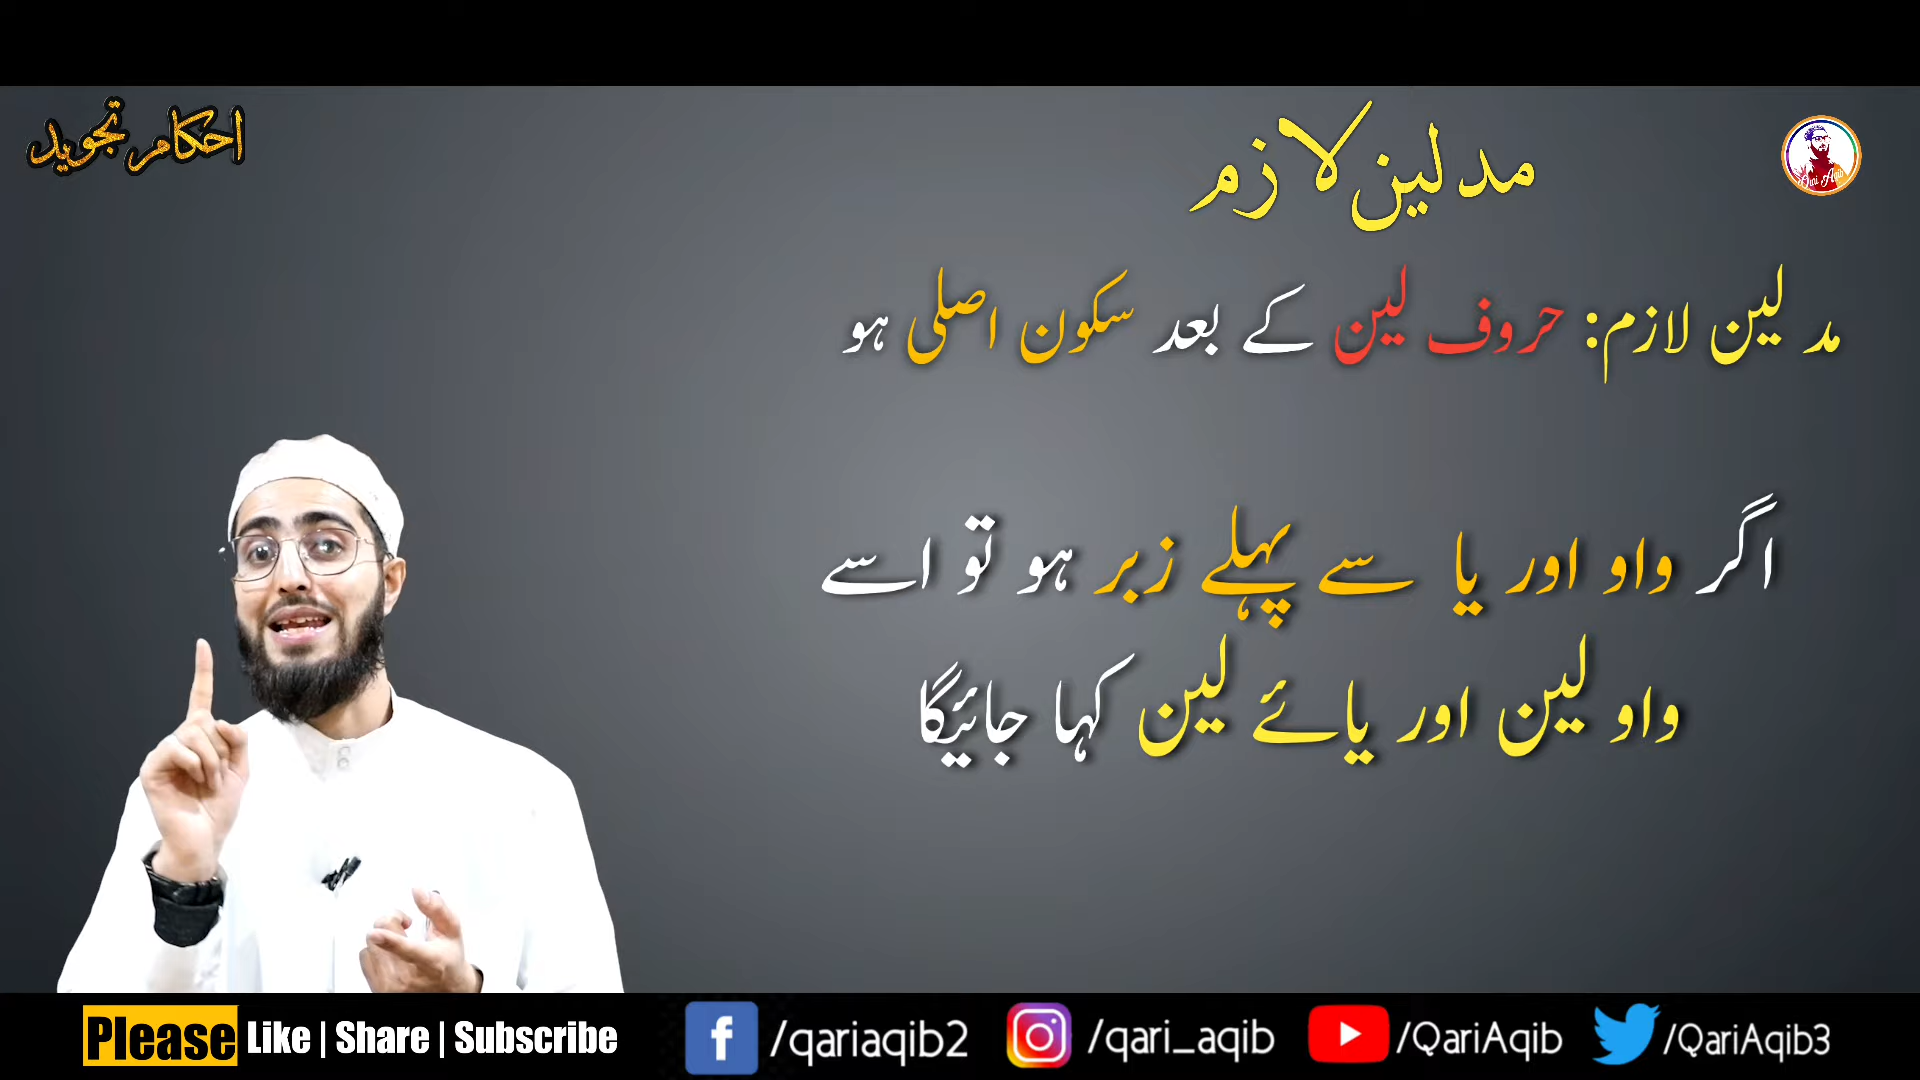 احکام تجوید
مد لین لازم
Qari Aqib
مد لین لازم: حروف لین کے بعد سکون اصلی ہو
اگر واو اور یا سے پہلے زبر ہو تو اسے
واو لین اور یائے لین کہا جائیگا
Please Like | Share | Subscribe
/qariaqib2
/qari_aqib
/QariAqib
/QariAqib3